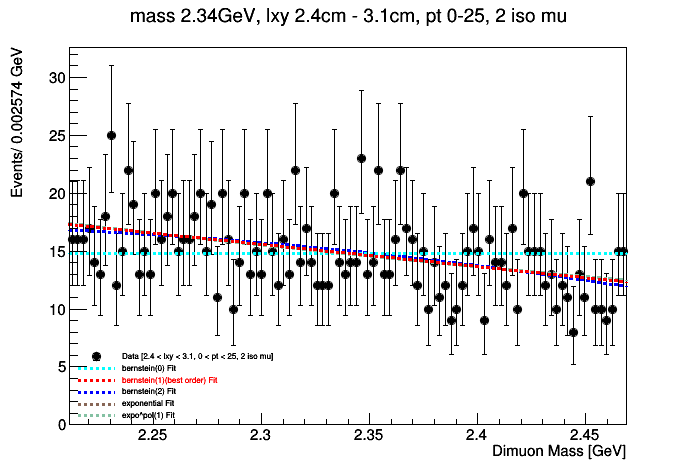 mass 2.34GeV, lxy 2.4cm - 3.1cm, pt 0-25, 2 iso mu
Events/ 0.002574 GeV
30
25
20
15
10
5
0
Data [2.4 < lxy < 3.1, 0 < pt < 25, 2 iso mu]
bernstein(0) Fit
bernstein(1)(best order) Fit
bernstein(2) Fit
exponential Fit
expo*pol(1) Fit
2.25 2.3 2.35 2.4 2.45
Dimuon Mass [GeV]